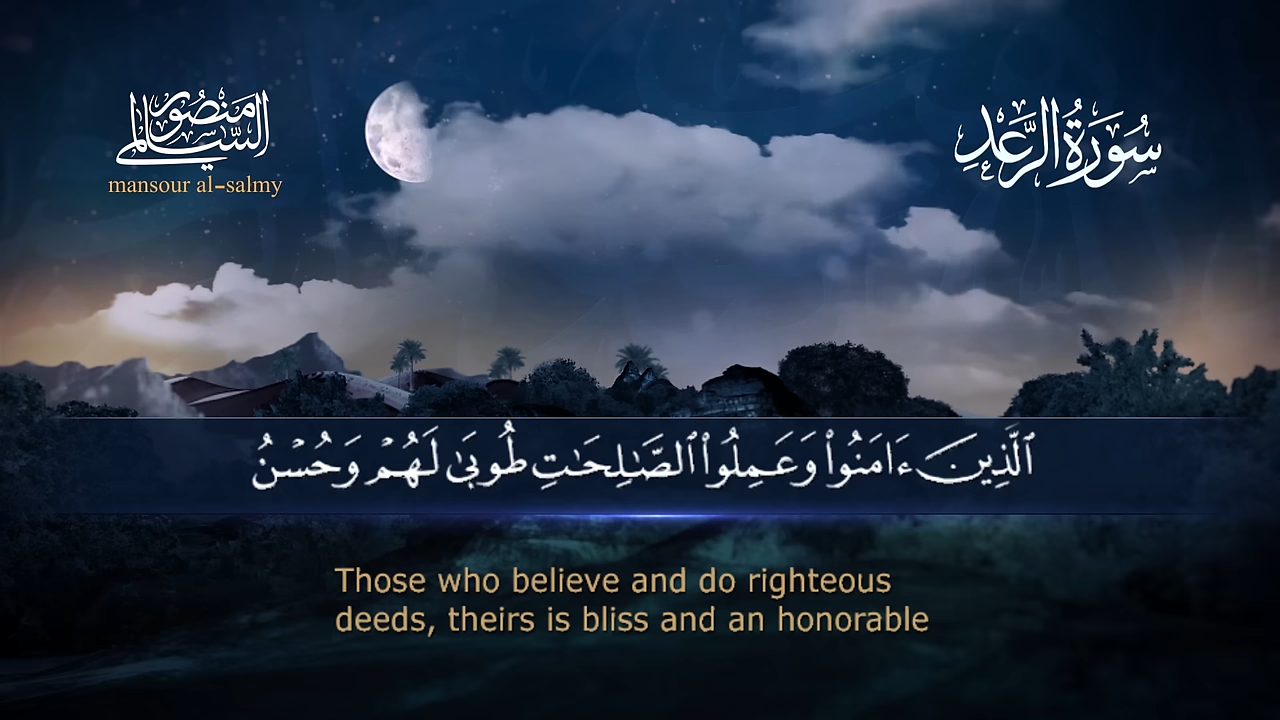 منصور السالمي
mansour al-salmy
سُورَةُ الرَّعْدِ
ٱلَّذِينَ ءَامَنُوا۟ وَعَمِلُوا۟ ٱلصَّٰلِحَٰتِ طُوبَىٰ لَهُمْ وَحُسْنُ
Those who believe and do righteous
deeds, theirs is bliss and an honorable